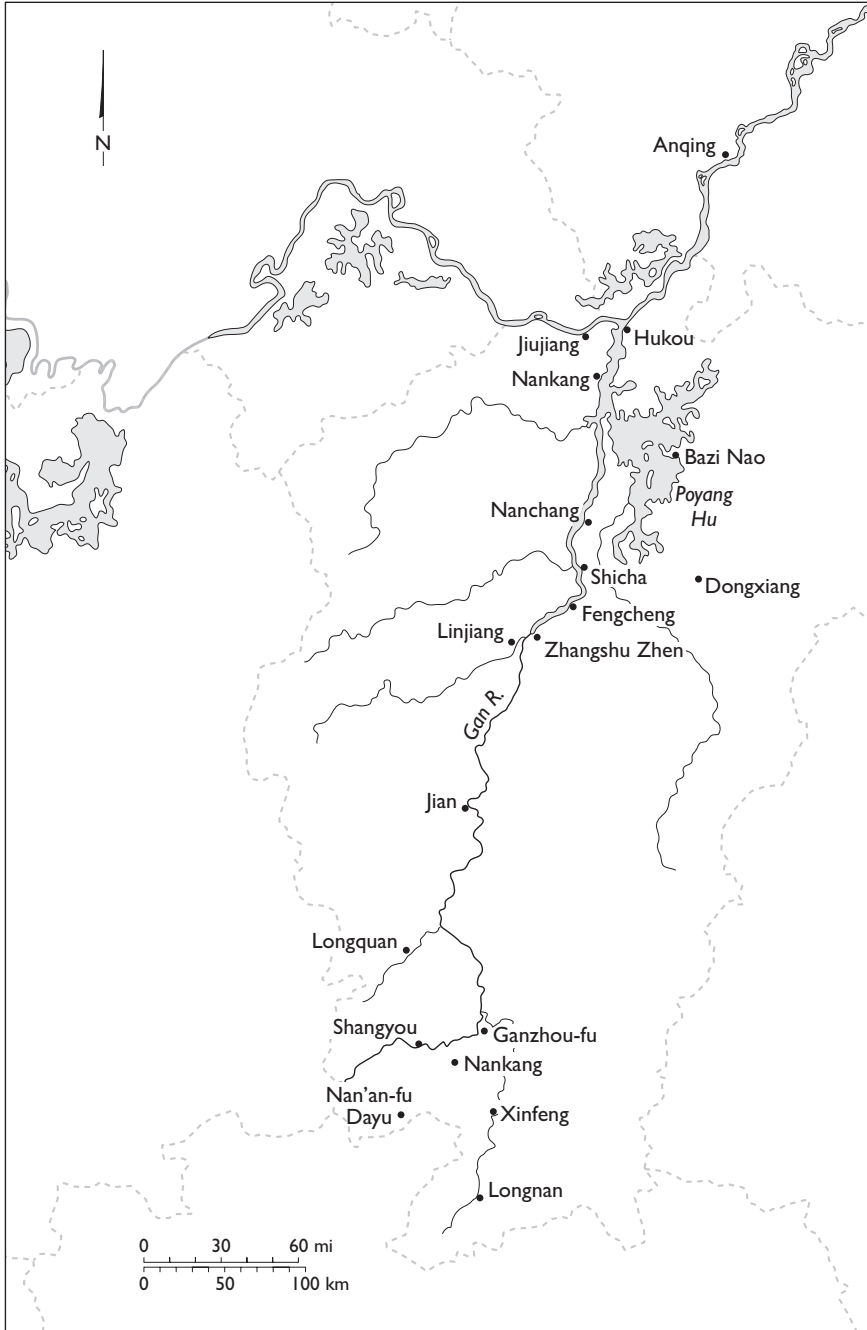 N
Anqing
Jiujiang
Hukou
Nankang
Bazi Nao
Poyang
Hu
Nanchang
Shicha
Dongxiang
Fengcheng
Linjiang
Zhangshu Zhen
Gan R.
Jian
Longquan
Shangyou
Ganzhou-fu
Nankang
Nan’an-fu
Dayu
Xinfeng
Longnan
0 30 60 mi
0 50 100 km